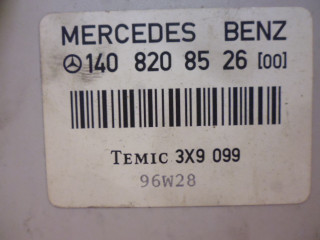 MERCEDES BENZ
140 820 85 26 [00]
TEMIC 3X9 099
96W28